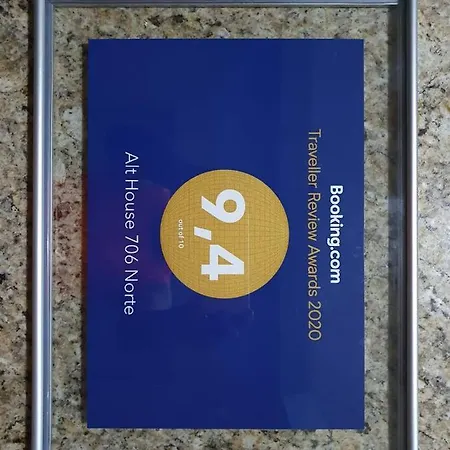 Booking.com
Traveller Review Awards 2020
9,4
out of 10
Alt House 706 Norte